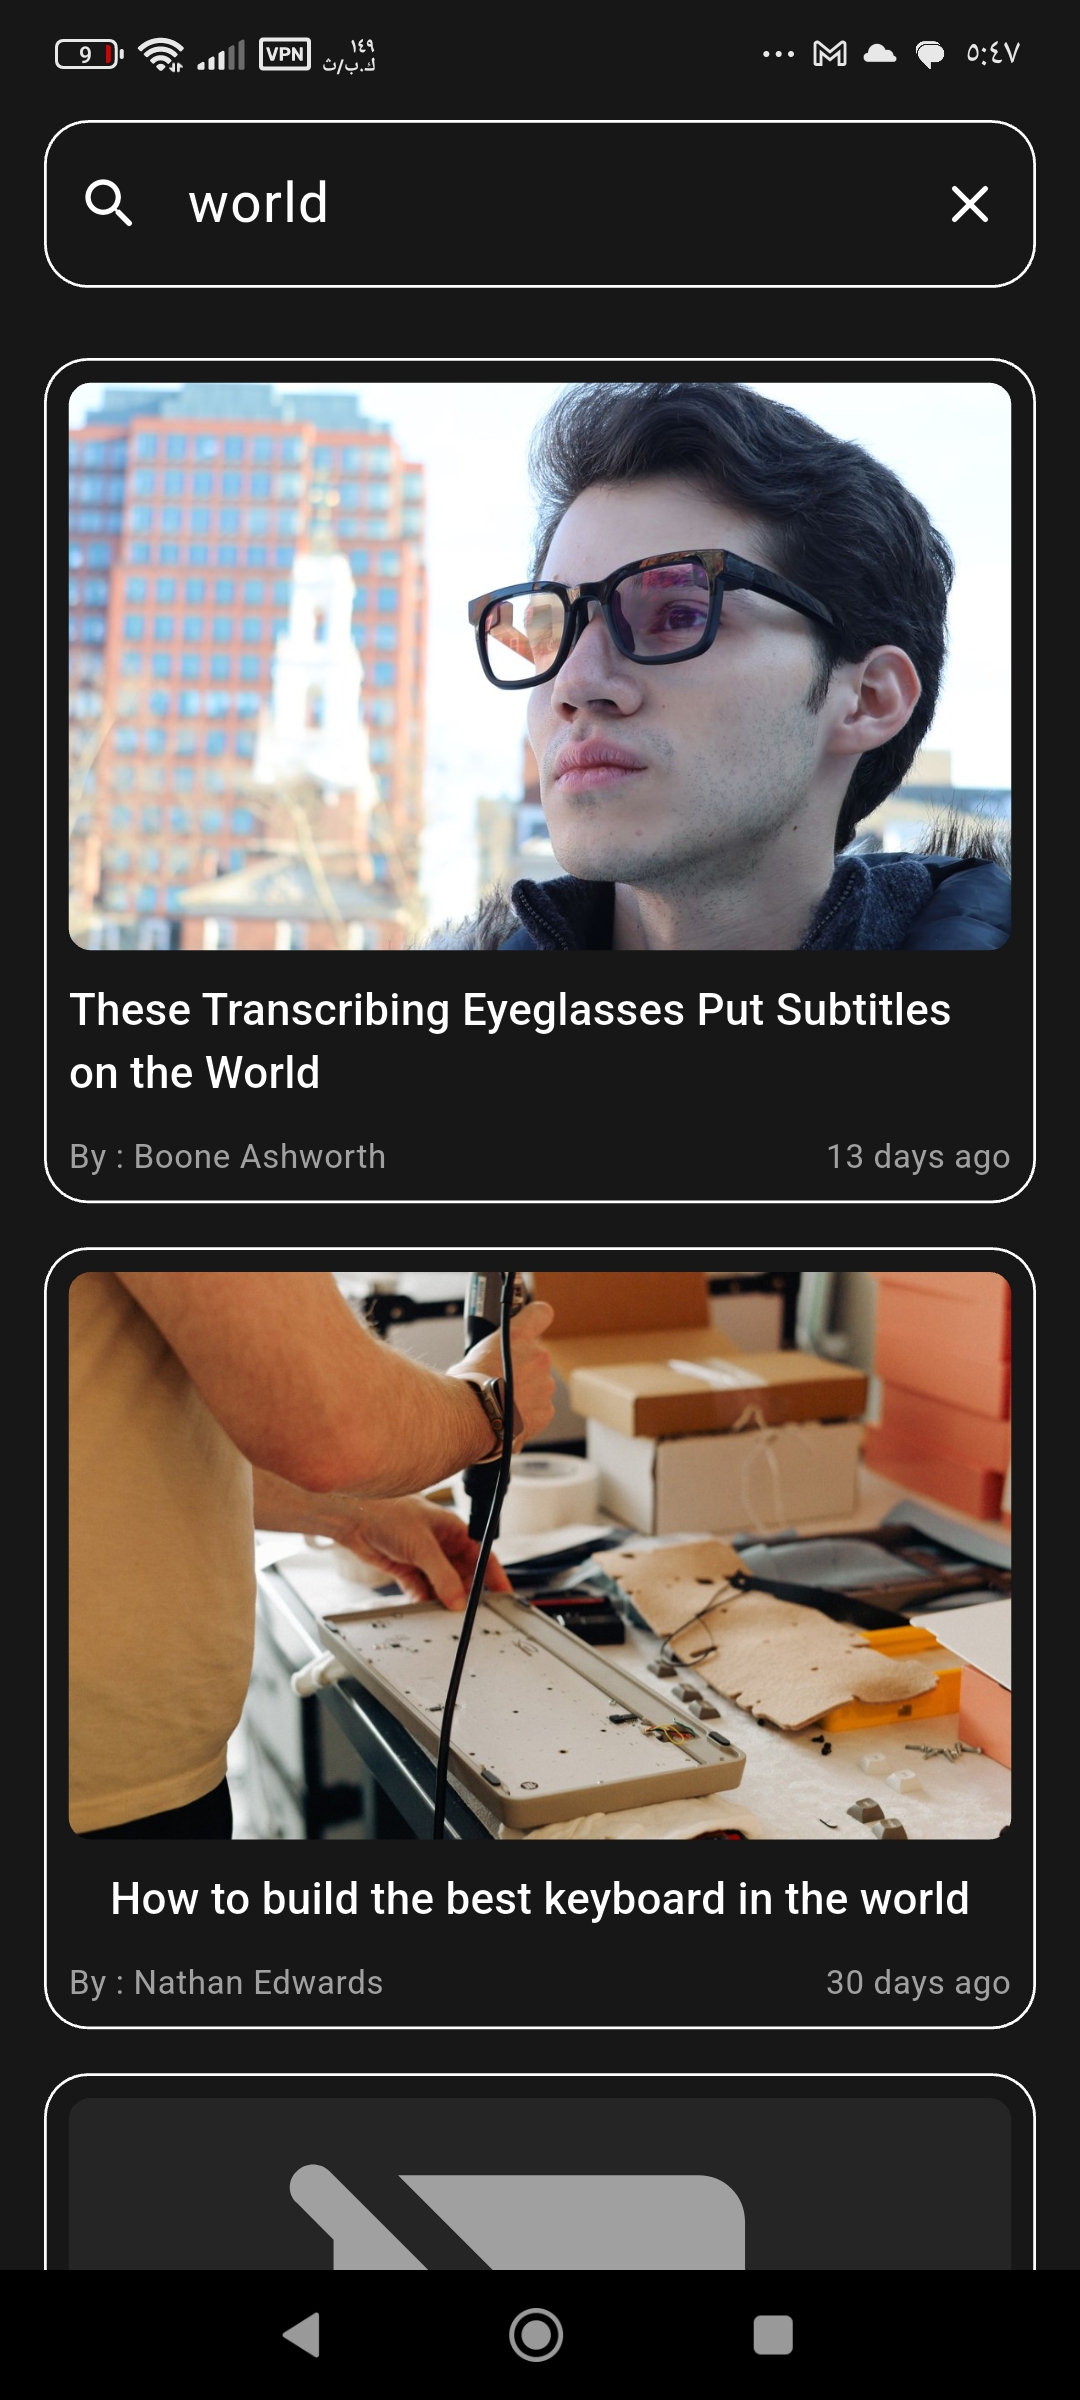 9 VPN ١٤٩ ك.ب/ث ٥:٤٧
world
These Transcribing Eyeglasses Put Subtitles
on the World
By : Boone Ashworth 13 days ago
How to build the best keyboard in the world
By : Nathan Edwards 30 days ago